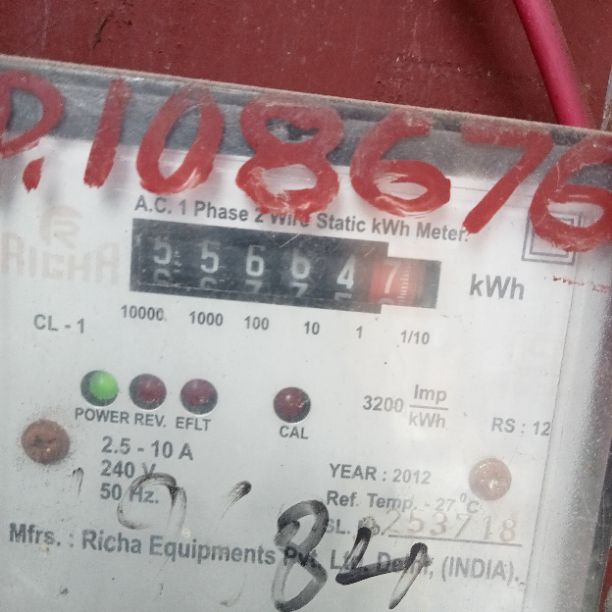 P.108676
A.C. 1 Phase 2 Wire Static kWh Meter.
RICHA
5 5 6 6 4 7 kWh
CL - 1 10000 1000 100 10 1 1/10
POWER REV. EFLT CAL
3200 Imp/kWh
RS : 12
2.5 - 10 A
240 V
50 Hz.
YEAR : 2012
Ref. Temp. - 27 °C
SL. 253718
84
Mfrs. : Richa Equipments Pvt. Ltd. Delhi, (INDIA).